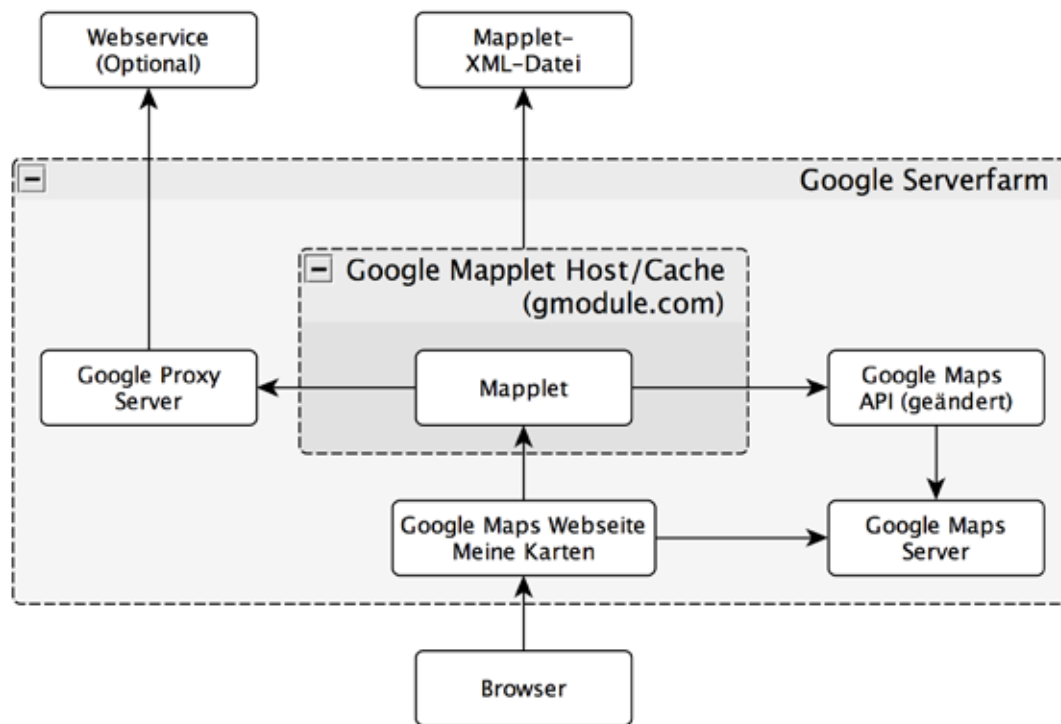 Webservice
(Optional)
Mapplet-
XML-Datei
Google Serverfarm
Google Mapplet Host/Cache
(gmodule.com)
Google Proxy
Server
Mapplet
Google Maps
API (geändert)
Google Maps Webseite
Meine Karten
Google Maps
Server
Browser